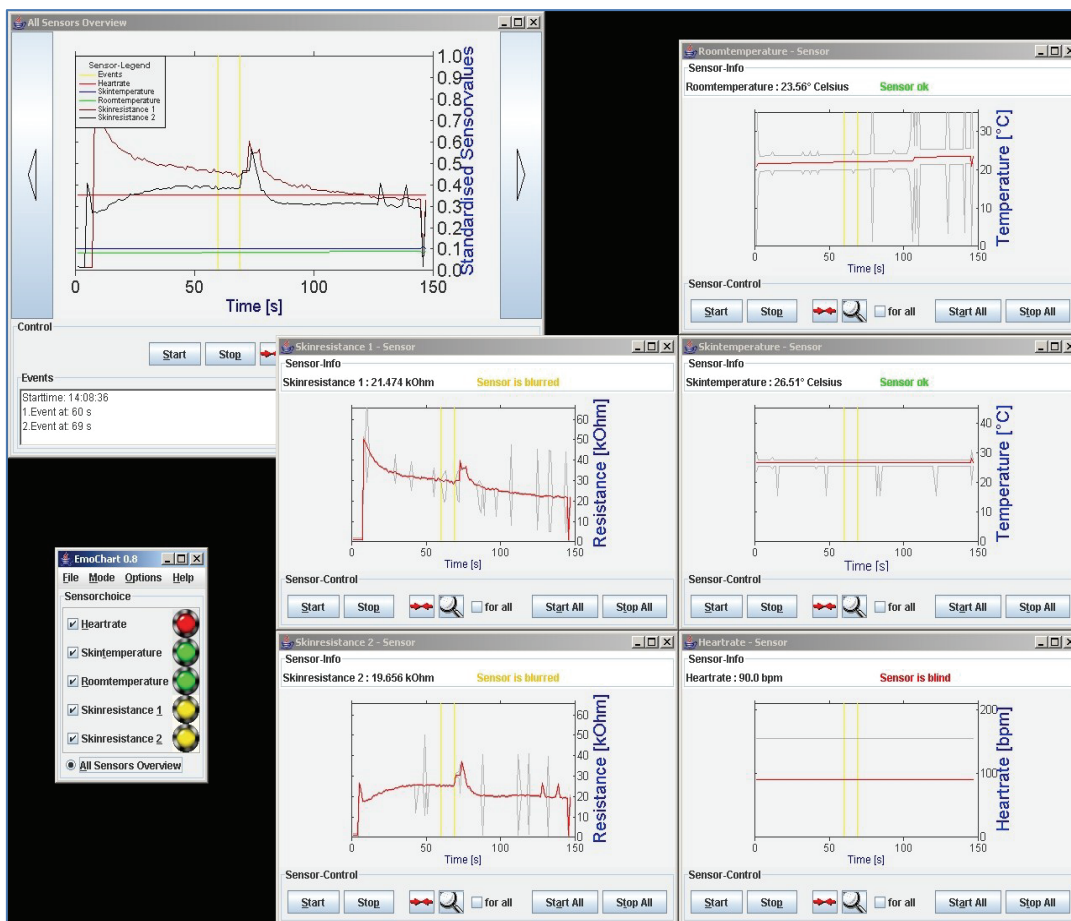 All Sensors Overview
Sensor-Legend
Events
Heartrate
Skintemperature
Roomtemperature
Skinresistance 1
Skinresistance 2
1.0
0.9
0.8
0.7
0.6
0.5
0.4
0.3
0.2
0.1
0.0
Standardised Sensorvalues
0 50 100 150
Time [s]
Control
Start Stop
Events
Starttime: 14:08:36
1.Event at: 60 s
2.Event at: 69 s
Roomtemperature - Sensor
Sensor-Info
Roomtemperature : 23.56° Celsius Sensor ok
30
20
10
0
Temperature [°C]
0 50 100 150
Time [s]
Sensor-Control
Start Stop for all Start All Stop All
Skinresistance 1 - Sensor
Sensor-Info
Skinresistance 1 : 21.474 kOhm Sensor is blurred
60
50
40
30
20
10
0
Resistance [kOhm]
0 50 100 150
Time [s]
Sensor-Control
Start Stop for all Start All Stop All
Skintemperature - Sensor
Sensor-Info
Skintemperature : 26.51° Celsius Sensor ok
40
30
20
10
0
Temperature [°C]
0 50 100 150
Time [s]
Sensor-Control
Start Stop for all Start All Stop All
EmoChart 0.8
File Mode Options Help
Sensorchoice
Heartrate
Skintemperature
Roomtemperature
Skinresistance 1
Skinresistance 2
All Sensors Overview
Skinresistance 2 - Sensor
Sensor-Info
Skinresistance 2 : 19.656 kOhm Sensor is blurred
60
50
40
30
20
10
0
Resistance [kOhm]
0 50 100 150
Time [s]
Sensor-Control
Start Stop for all Start All Stop All
Heartrate - Sensor
Sensor-Info
Heartrate : 90.0 bpm Sensor is blind
200
100
0
Heartrate [bpm]
0 50 100 150
Time [s]
Sensor-Control
Start Stop for all Start All Stop All